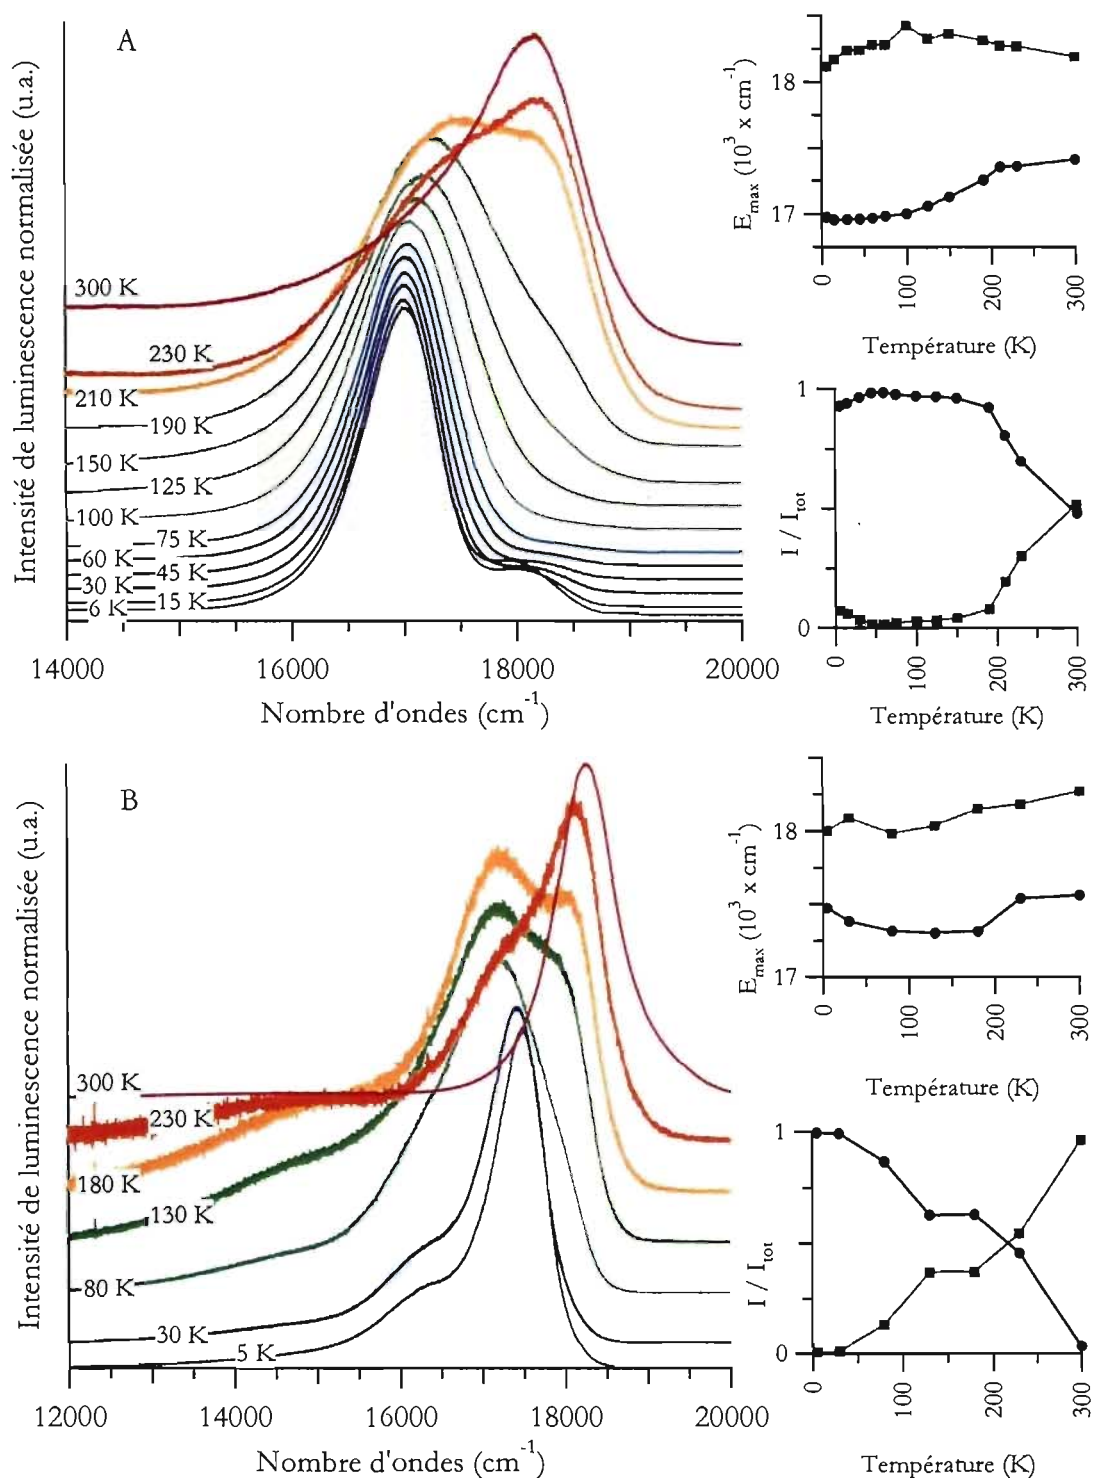 A
Intensité de luminescence normalisée (u.a.)
300 K
230 K
210 K
190 K
150 K
125 K
100 K
75 K
60 K
45 K
30 K
15 K
6 K
14000 16000 18000 20000
Nombre d'ondes (cm⁻¹)
E_max (10³ x cm⁻¹)
18
17
0 100 200 300
Température (K)
I / I_tot
1
0
0 100 200 300
Température (K)
B
Intensité de luminescence normalisée (u.a.)
300 K
230 K
180 K
130 K
80 K
30 K
5 K
12000 14000 16000 18000 20000
Nombre d'ondes (cm⁻¹)
E_max (10³ x cm⁻¹)
18
17
0 100 200 300
Température (K)
I / I_tot
1
0
0 100 200 300
Température (K)